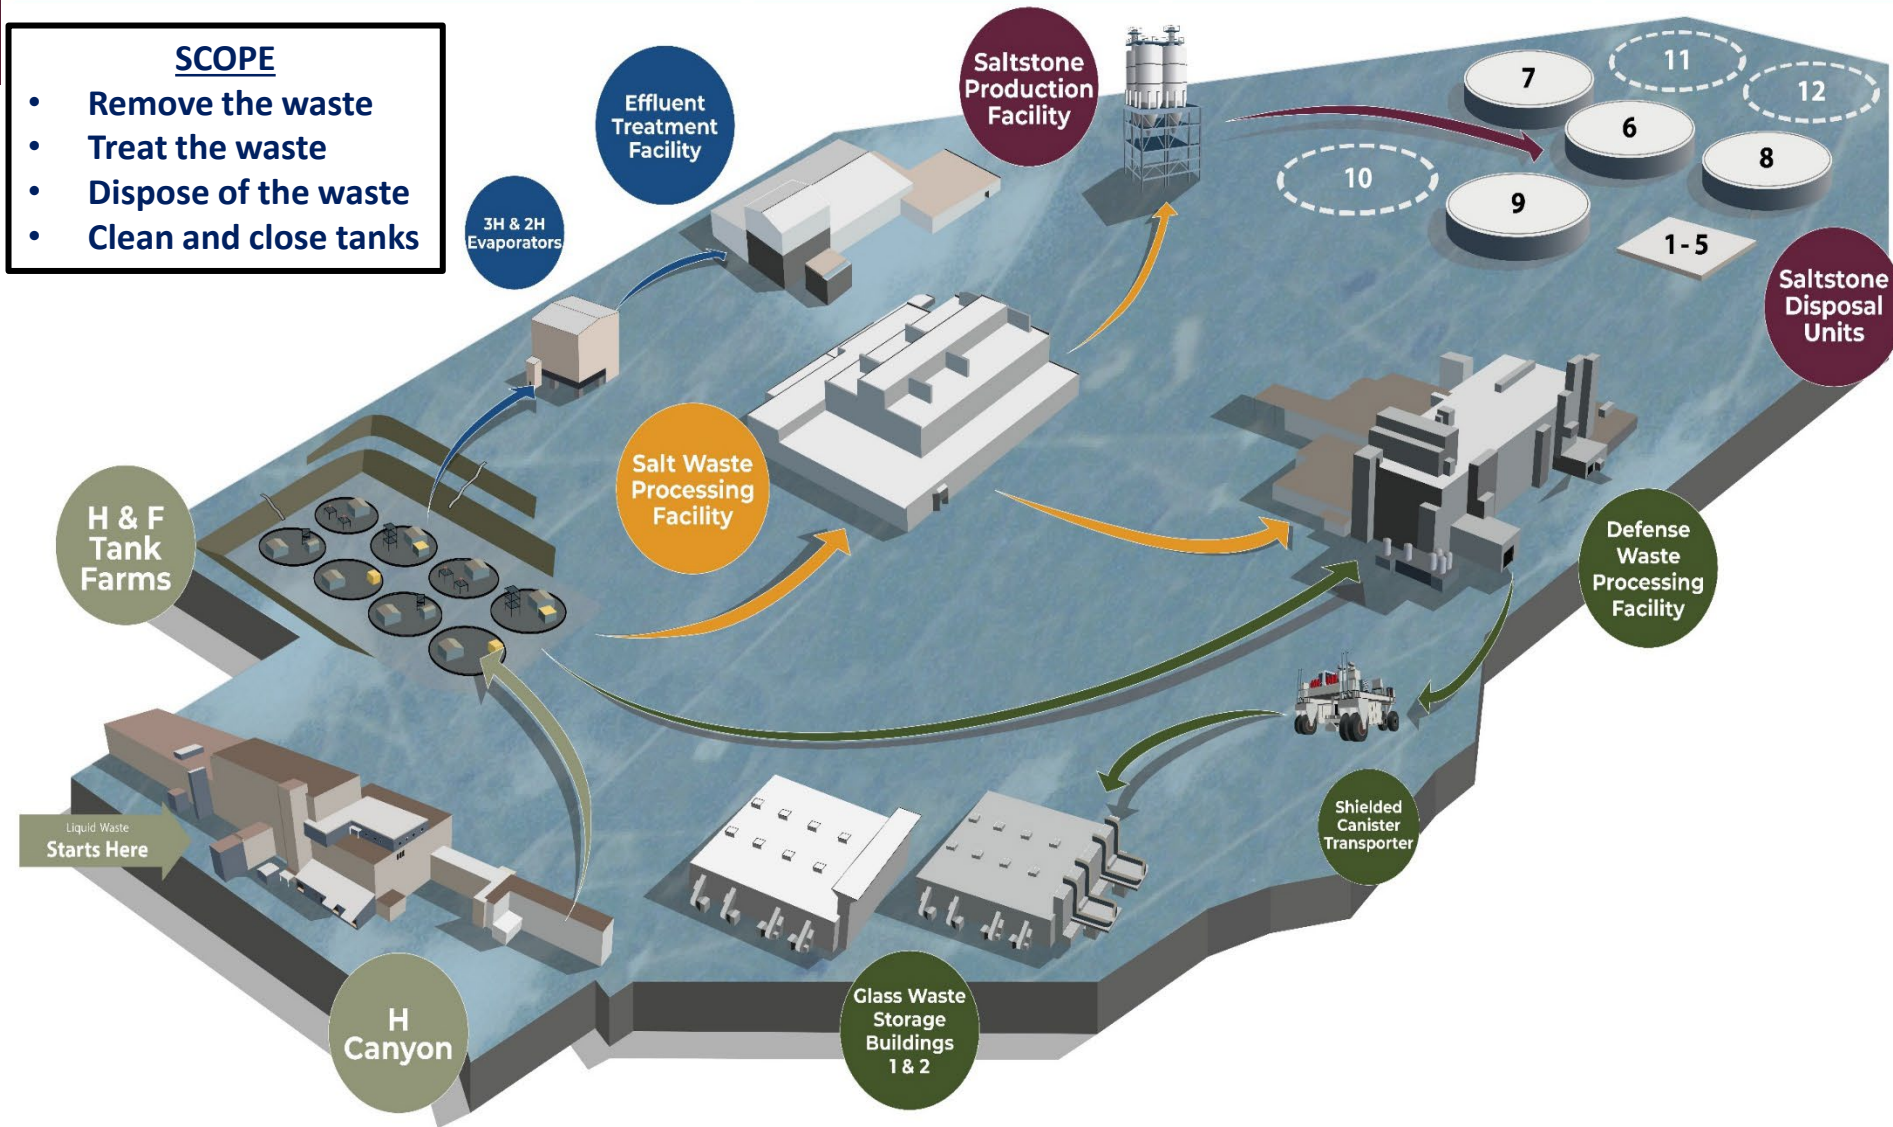 SCOPE
• Remove the waste
• Treat the waste
• Dispose of the waste
• Clean and close tanks
Effluent
Treatment
Facility
3H & 2H
Evaporators
Saltstone
Production
Facility
7
11
12
6
8
10
9
1 - 5
Saltstone
Disposal
Units
H & F
Tank
Farms
Salt Waste
Processing
Facility
Defense
Waste
Processing
Facility
Shielded
Canister
Transporter
Liquid Waste
Starts Here
H
Canyon
Glass Waste
Storage
Buildings
1 & 2